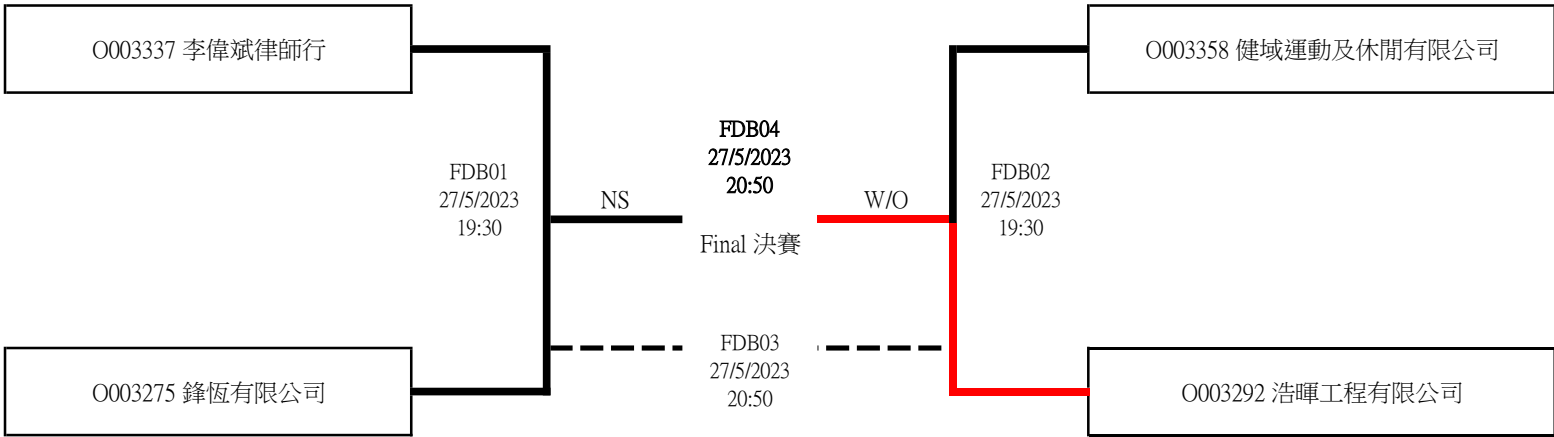 O003337 李偉斌律師行
O003358 健域運動及休閒有限公司
FDB04
27/5/2023
20:50
FDB01
27/5/2023
19:30
NS
W/O
FDB02
27/5/2023
19:30
Final 決賽
FDB03
27/5/2023
20:50
O003275 鋒恆有限公司
O003292 浩暉工程有限公司